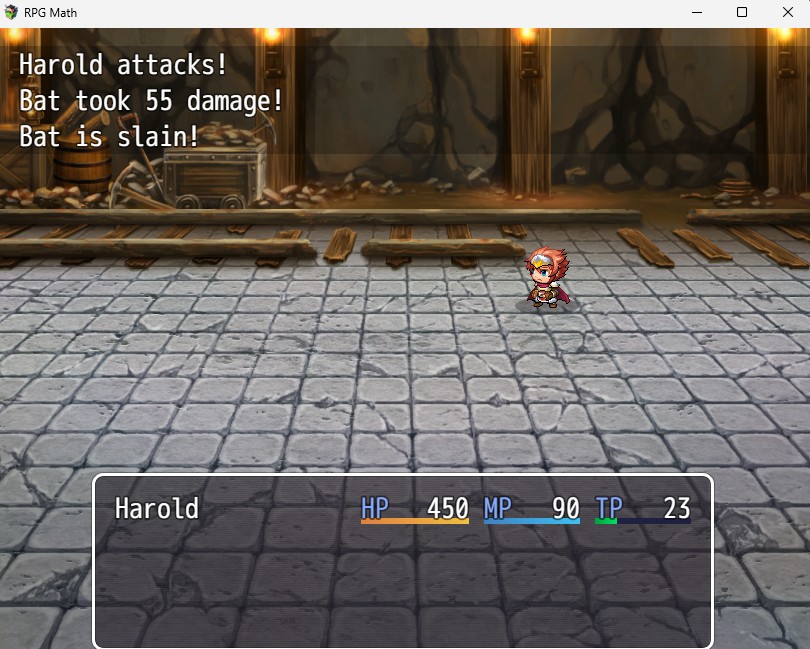 RPG Math
Harold attacks!
Bat took 55 damage!
Bat is slain!
Harold HP 450 MP 90 TP 23